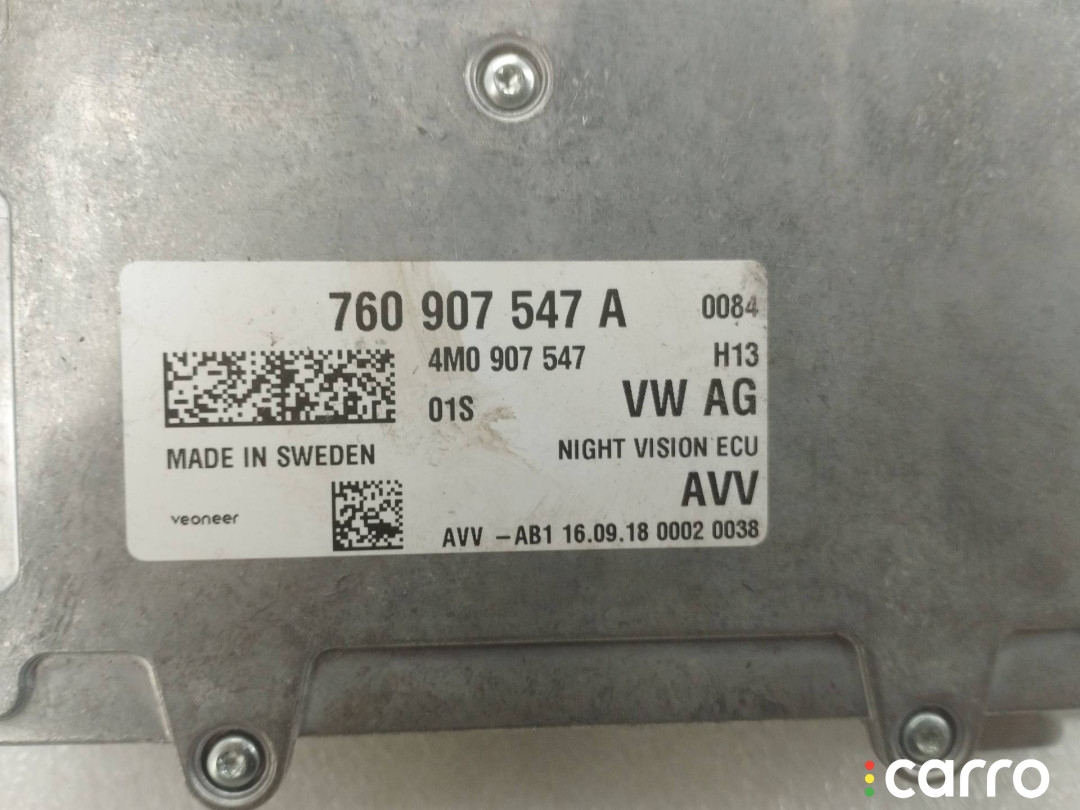 760 907 547 A 0084
4M0 907 547 H13
01S VW AG
MADE IN SWEDEN NIGHT VISION ECU
AVV
veoneer
AVV -AB1 16.09.18 0002 0038
carro